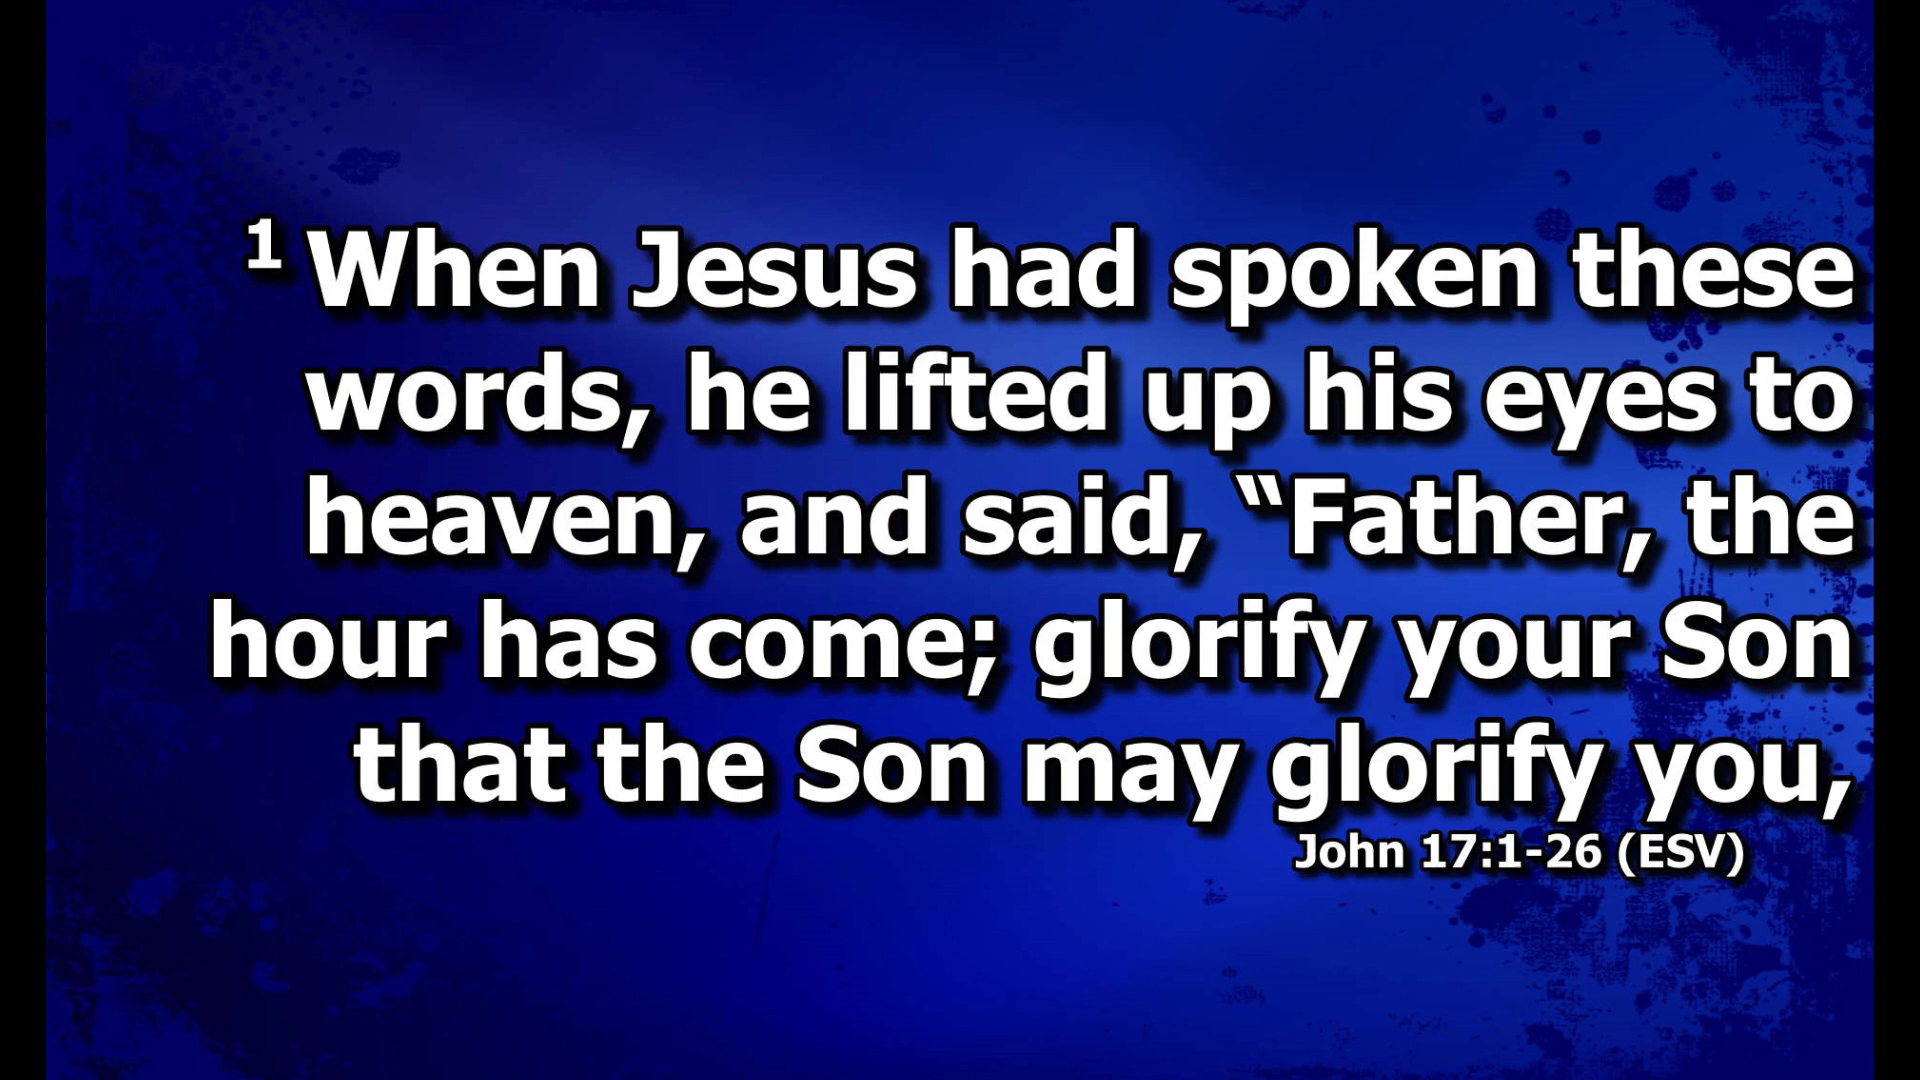 1 When Jesus had spoken these
words, he lifted up his eyes to
heaven, and said, “Father, the
hour has come; glorify your Son
that the Son may glorify you,
John 17:1-26 (ESV)